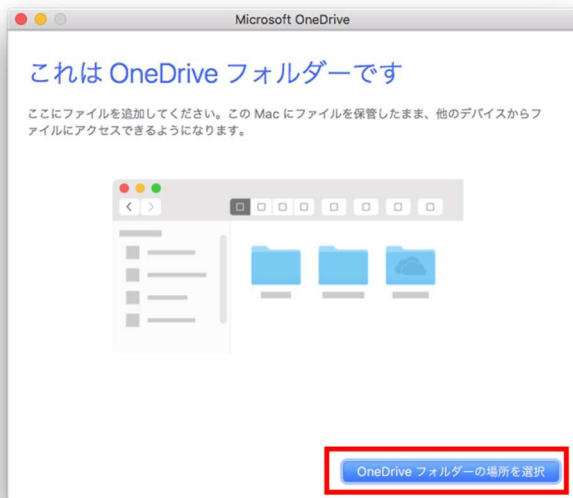 Microsoft OneDrive
これは OneDrive フォルダーです
ここにファイルを追加してください。この Mac にファイルを保管したまま、他のデバイスからフ
ァイルにアクセスできるようになります。
OneDrive フォルダーの場所を選択